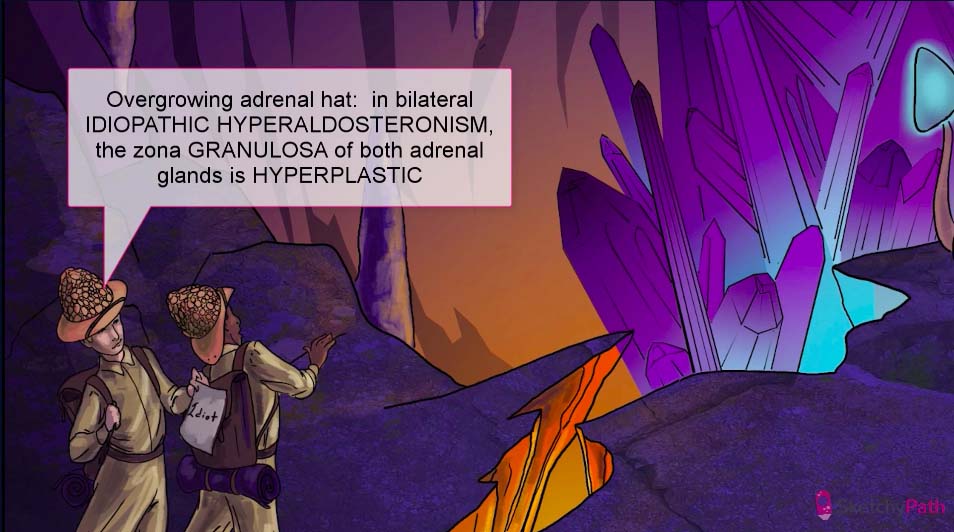 Overgrowing adrenal hat:  in bilateral
IDIOPATHIC HYPERALDOSTERONISM,
the zona GRANULOSA of both adrenal
glands is HYPERPLASTIC
Idiot
SketchyPath